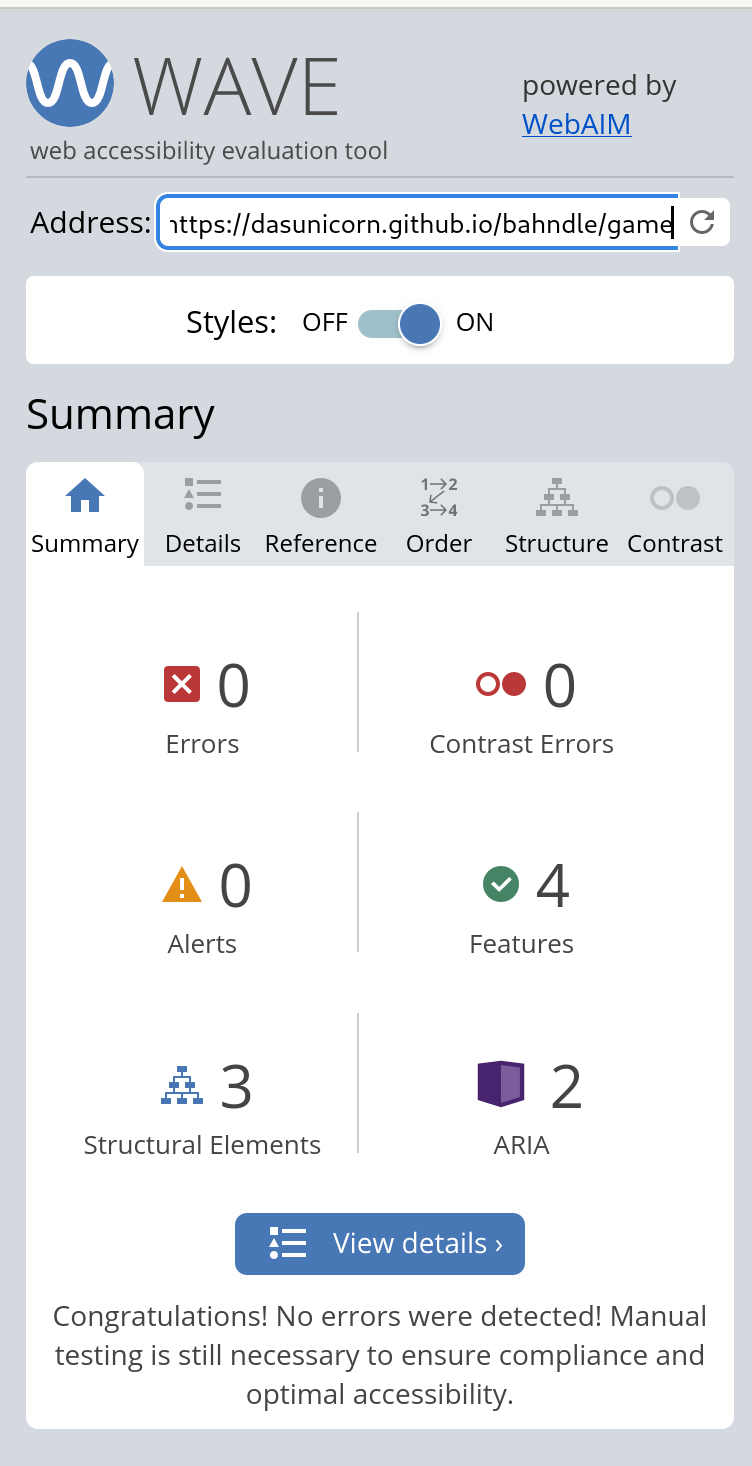 WAVE
powered by
WebAIM
web accessibility evaluation tool
Address: https://dasunicorn.github.io/bahndle/game
Styles: OFF ON
Summary
1 2
3 4
Summary Details Reference Order Structure Contrast
0 0
Errors Contrast Errors
0 4
Alerts Features
3 2
Structural Elements ARIA
View details ›
Congratulations! No errors were detected! Manual
testing is still necessary to ensure compliance and
optimal accessibility.